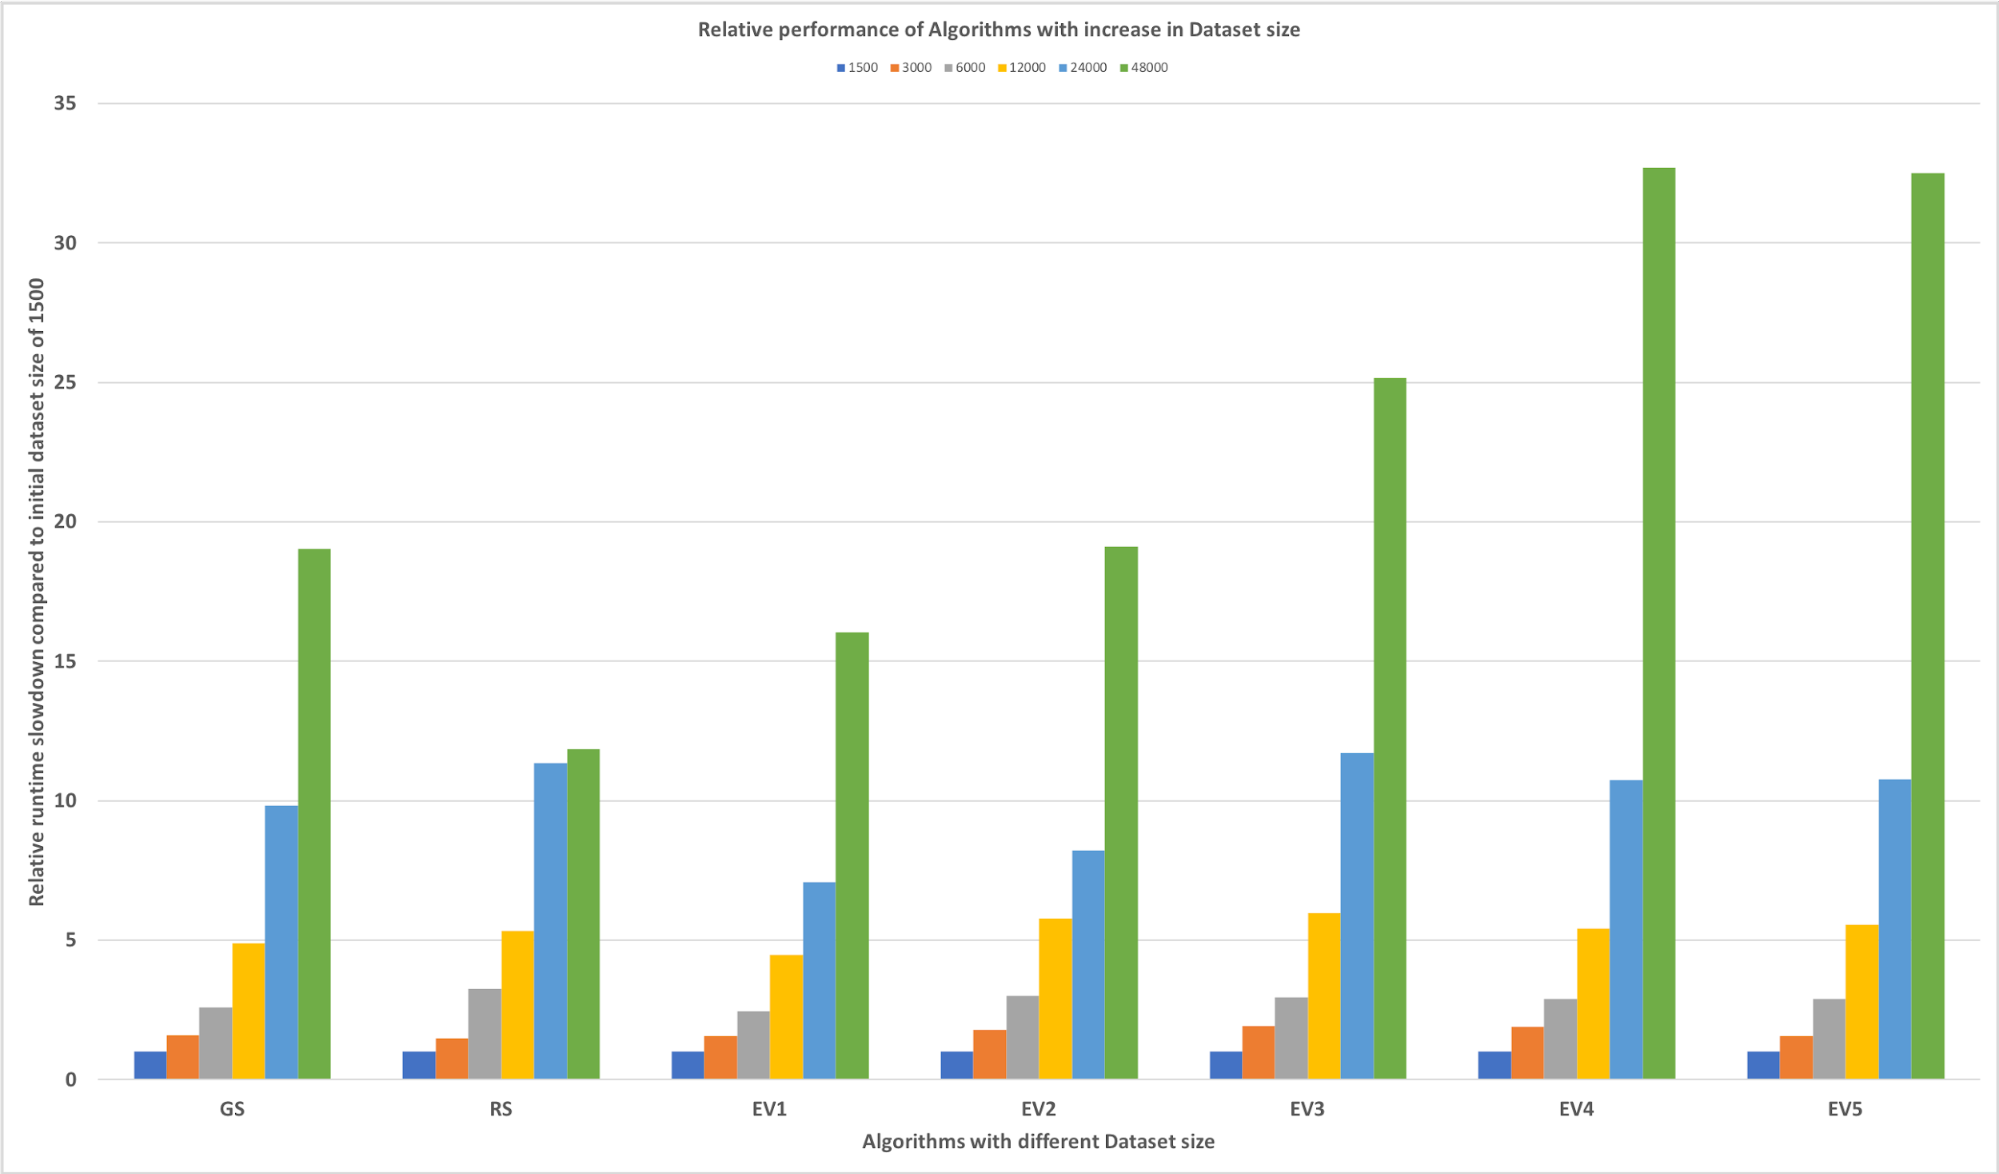 Relative performance of Algorithms with increase in Dataset size
1500 3000 6000 12000 24000 48000
Relative runtime slowdown compared to initial dataset size of 1500
35
30
25
20
15
10
5
0
GS RS EV1 EV2 EV3 EV4 EV5
Algorithms with different Dataset size